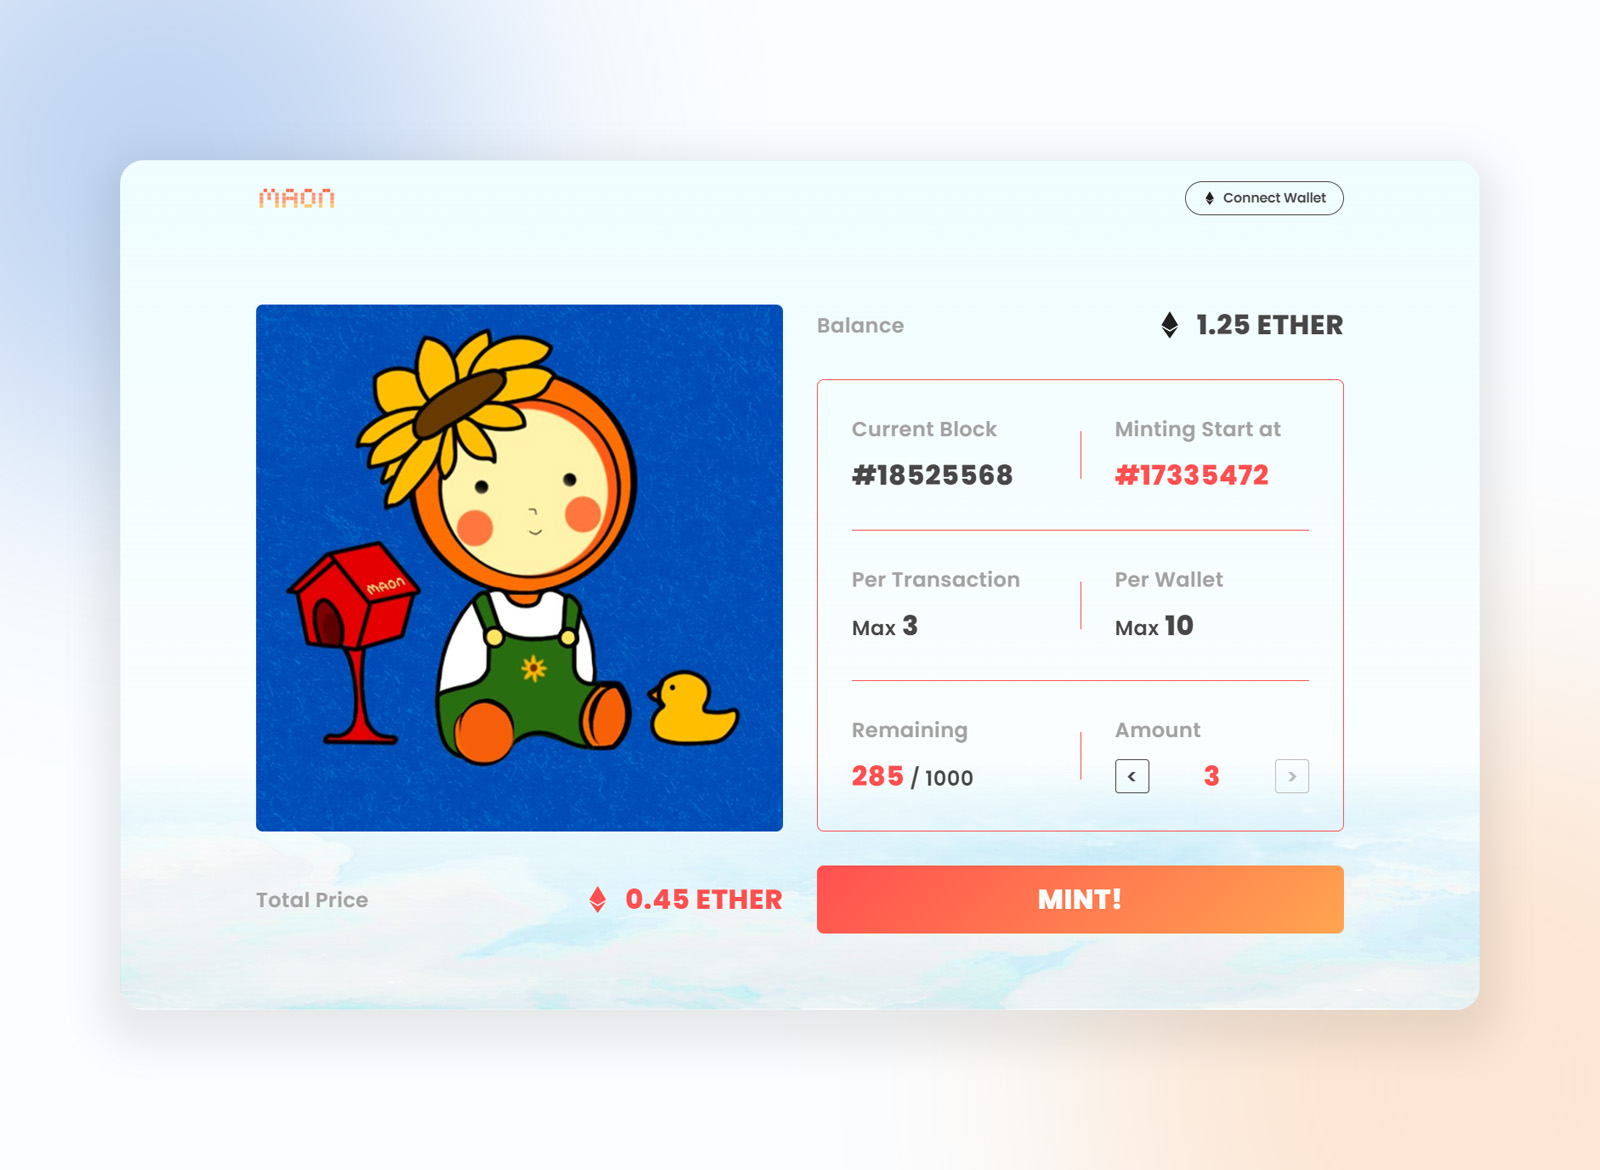 MAON
Connect Wallet
MAON
Balance
1.25 ETHER
Current Block
#18525568
Minting Start at
#17335472
Per Transaction
Max 3
Per Wallet
Max 10
Remaining
285 / 1000
Amount
< 3 >
Total Price
0.45 ETHER
MINT!